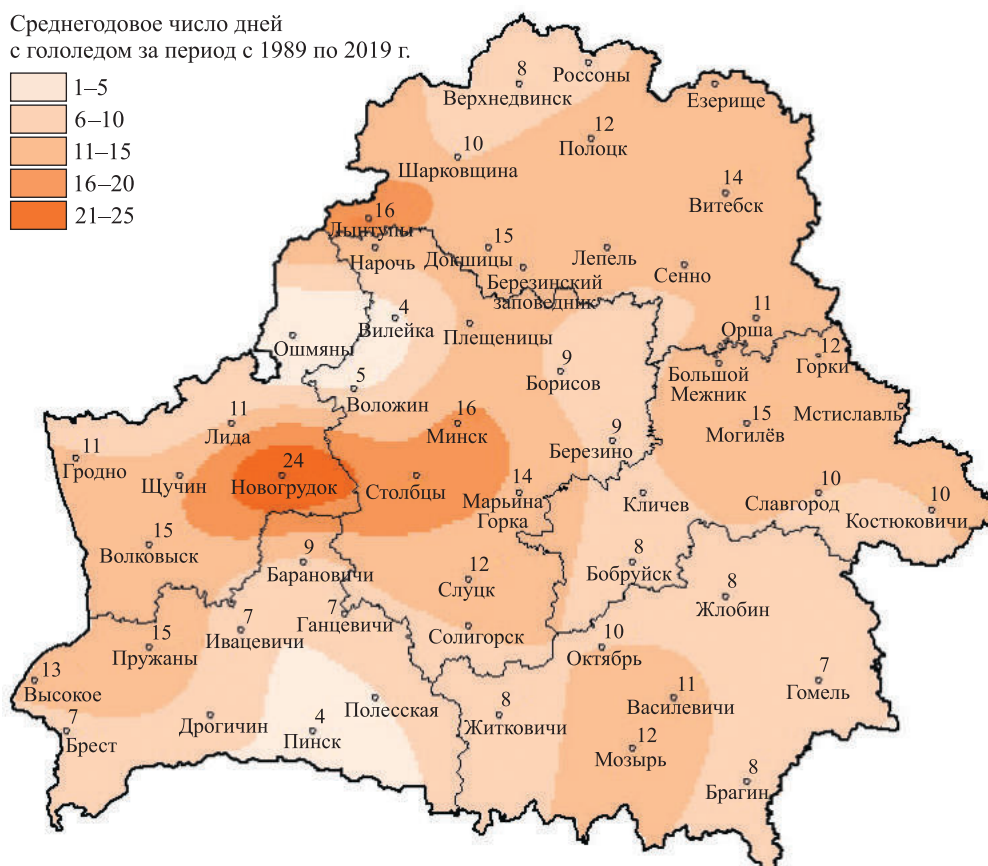 Среднегодовое число дней
с гололедом за период с 1989 по 2019 г.
1–5
6–10
11–15
16–20
21–25
Россоны
8
Верхнедвинск
Езерище
12
Полоцк
10
Шарковщина
14
Витебск
16
Лынтупы
Нарочь
15
Докшицы
Лепель
Березинский
заповедник
Сенно
4
Вилейка
Плещеницы
11
Орша
Ошмяны
12
Горки
Большой
Межник
9
Борисов
5
Воложин
Мстиславль
11
Лида
16
Минск
15
Могилёв
9
Березино
11
Гродно
Щучин
24
Новогрудок
Столбцы
14
Марьина
Горка
Кличев
10
Славгород
10
Костюковичи
15
Волковыск
9
Барановичи
12
Слуцк
8
Бобруйск
8
Жлобин
7
Ивацевичи
7
Ганцевичи
Солигорск
15
Пружаны
10
Октябрь
13
Высокое
7
Гомель
11
Василевичи
Полесская
8
Житковичи
Дрогичин
7
Брест
4
Пинск
12
Мозырь
8
Брагин